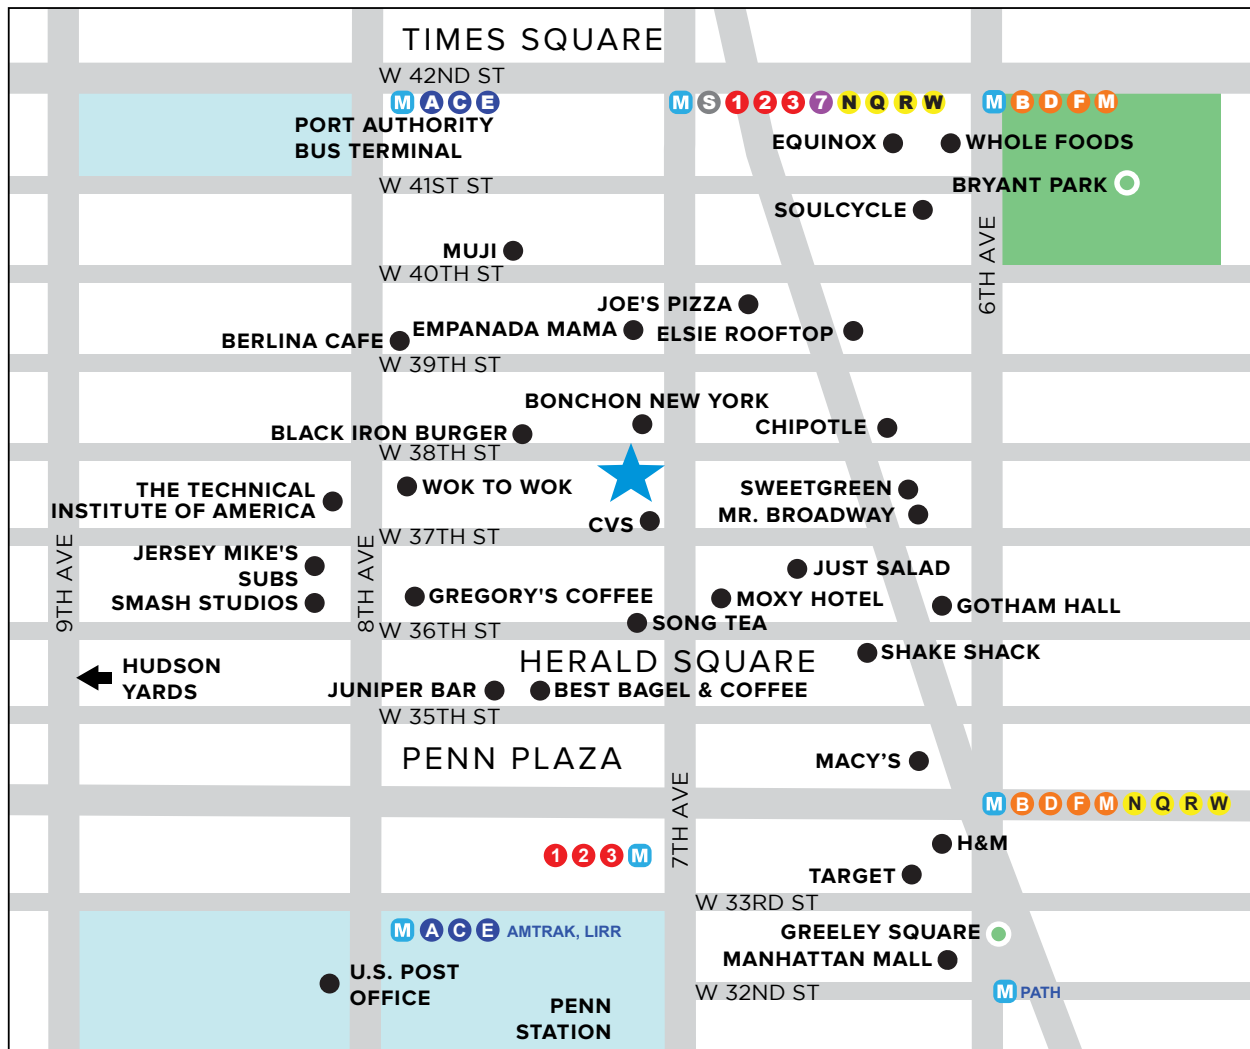 TIMES SQUARE
W 42ND ST
M A C E
M S 1 2 3 7 N Q R W
M B D F M
PORT AUTHORITY
BUS TERMINAL
EQUINOX
WHOLE FOODS
W 41ST ST
BRYANT PARK
SOULCYCLE
MUJI
W 40TH ST
6TH AVE
JOE'S PIZZA
EMPANADA MAMA
ELSIE ROOFTOP
BERLINA CAFE
W 39TH ST
BONCHON NEW YORK
CHIPOTLE
BLACK IRON BURGER
W 38TH ST
THE TECHNICAL
INSTITUTE OF AMERICA
WOK TO WOK
SWEETGREEN
MR. BROADWAY
CVS
W 37TH ST
9TH AVE
8TH AVE
JERSEY MIKE'S
SUBS
JUST SALAD
SMASH STUDIOS
GREGORY'S COFFEE
MOXY HOTEL
GOTHAM HALL
SONG TEA
W 36TH ST
HERALD SQUARE
SHAKE SHACK
HUDSON
YARDS
JUNIPER BAR
BEST BAGEL & COFFEE
W 35TH ST
PENN PLAZA
MACY'S
7TH AVE
M B D F M N Q R W
1 2 3 M
H&M
TARGET
W 33RD ST
M A C E AMTRAK, LIRR
GREELEY SQUARE
MANHATTAN MALL
U.S. POST
OFFICE
W 32ND ST
M PATH
PENN
STATION